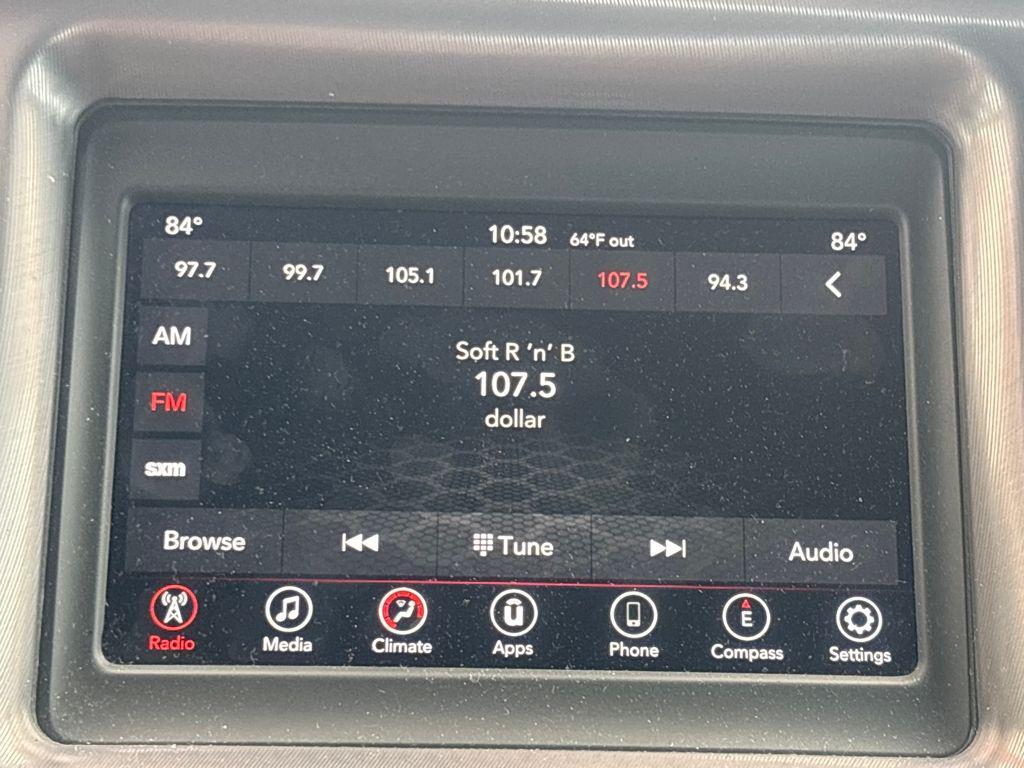 84° 10:58 64°F out 84°
97.7 99.7 105.1 101.7 107.5 94.3
AM
Soft R 'n' B
107.5
FM
dollar
sxm
Browse Tune Audio
E
Radio Media Climate Apps Phone Compass Settings